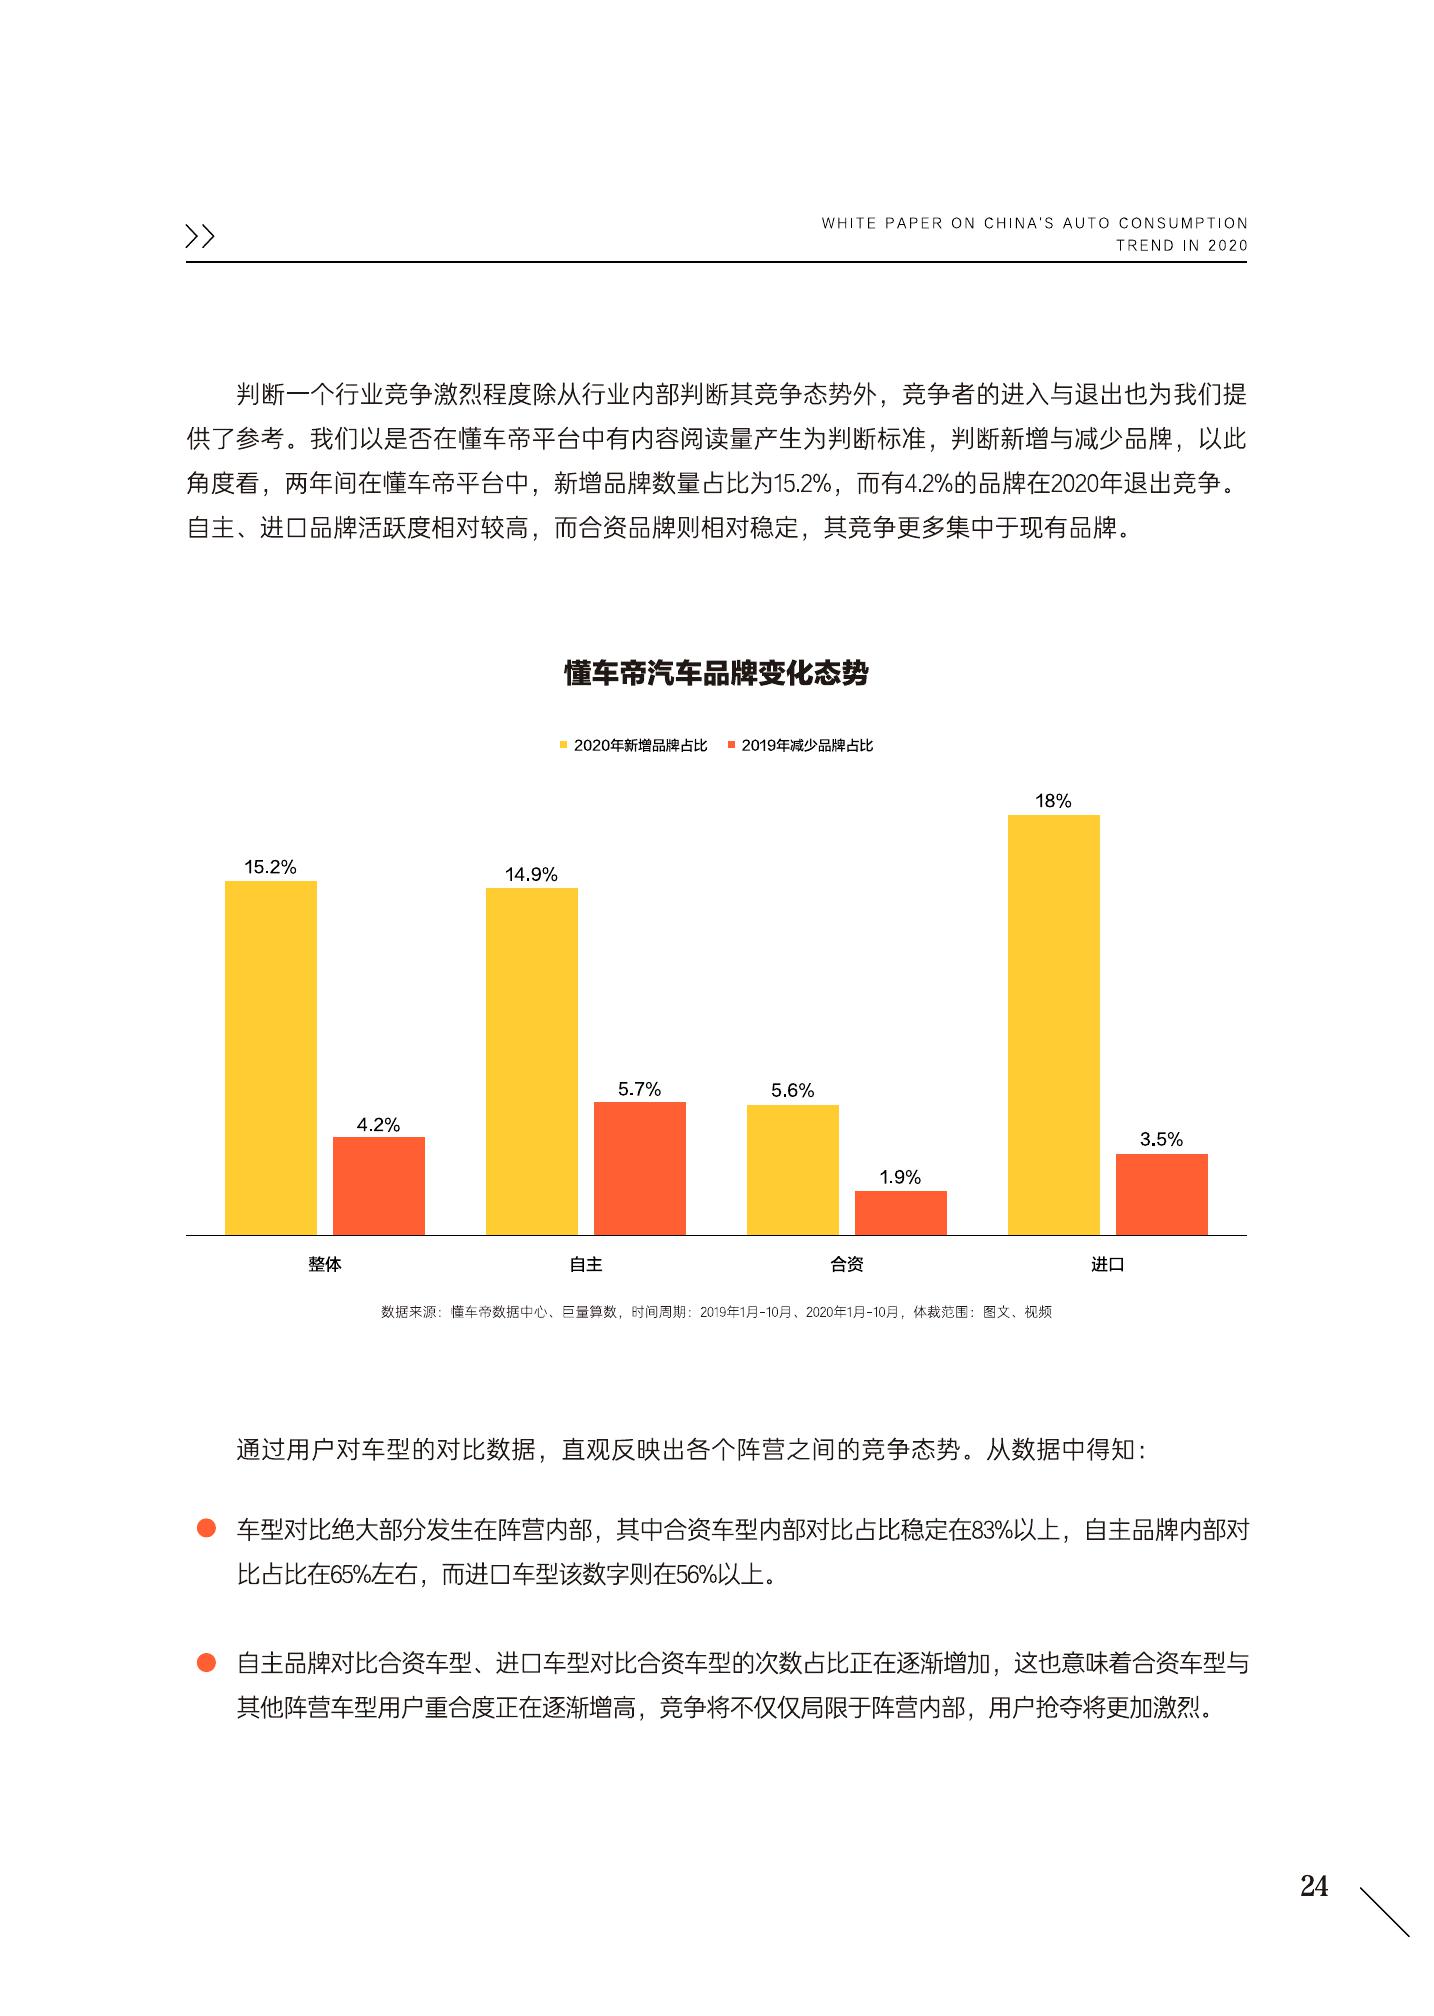 WHITE PAPER ON CHINA'S AUTO CONSUMPTION
TREND IN 2020
判断一个行业竞争激烈程度除从行业内部判断其竞争态势外，竞争者的进入与退出也为我们提
供了参考。我们以是否在懂车帝平台中有内容阅读量产生为判断标准，判断新增与减少品牌，以此
角度看，两年间在懂车帝平台中，新增品牌数量占比为15.2%，而有4.2%的品牌在2020年退出竞争。
自主、进口品牌活跃度相对较高，而合资品牌则相对稳定，其竞争更多集中于现有品牌。
懂车帝汽车品牌变化态势
2020年新增品牌占比 2019年减少品牌占比
18%
15.2%
14.9%
5.7% 5.6%
4.2%
3.5%
1.9%
整体 自主 合资 进口
数据来源：懂车帝数据中心、巨量算数，时间周期：2019年1月-10月、2020年1月-10月，体裁范围：图文、视频
通过用户对车型的对比数据，直观反映出各个阵营之间的竞争态势。从数据中得知：
车型对比绝大部分发生在阵营内部，其中合资车型内部对比占比稳定在83%以上，自主品牌内部对
比占比在65%左右，而进口车型该数字则在56%以上。
自主品牌对比合资车型、进口车型对比合资车型的次数占比正在逐渐增加，这也意味着合资车型与
其他阵营车型用户重合度正在逐渐增高，竞争将不仅仅局限于阵营内部，用户抢夺将更加激烈。
24